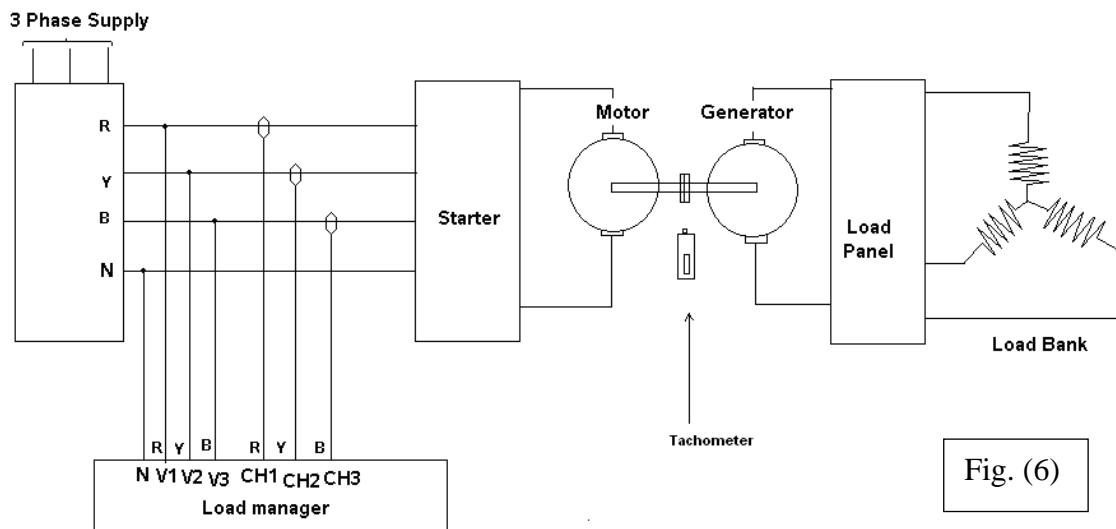 3 Phase Supply
R
Y
B
N
Starter
Motor
Generator
Load
Panel
Load Bank
Tachometer
R
Y
B
R
Y
B
N
V1
V2
V3
CH1
CH2
CH3
Load manager
Fig. (6)